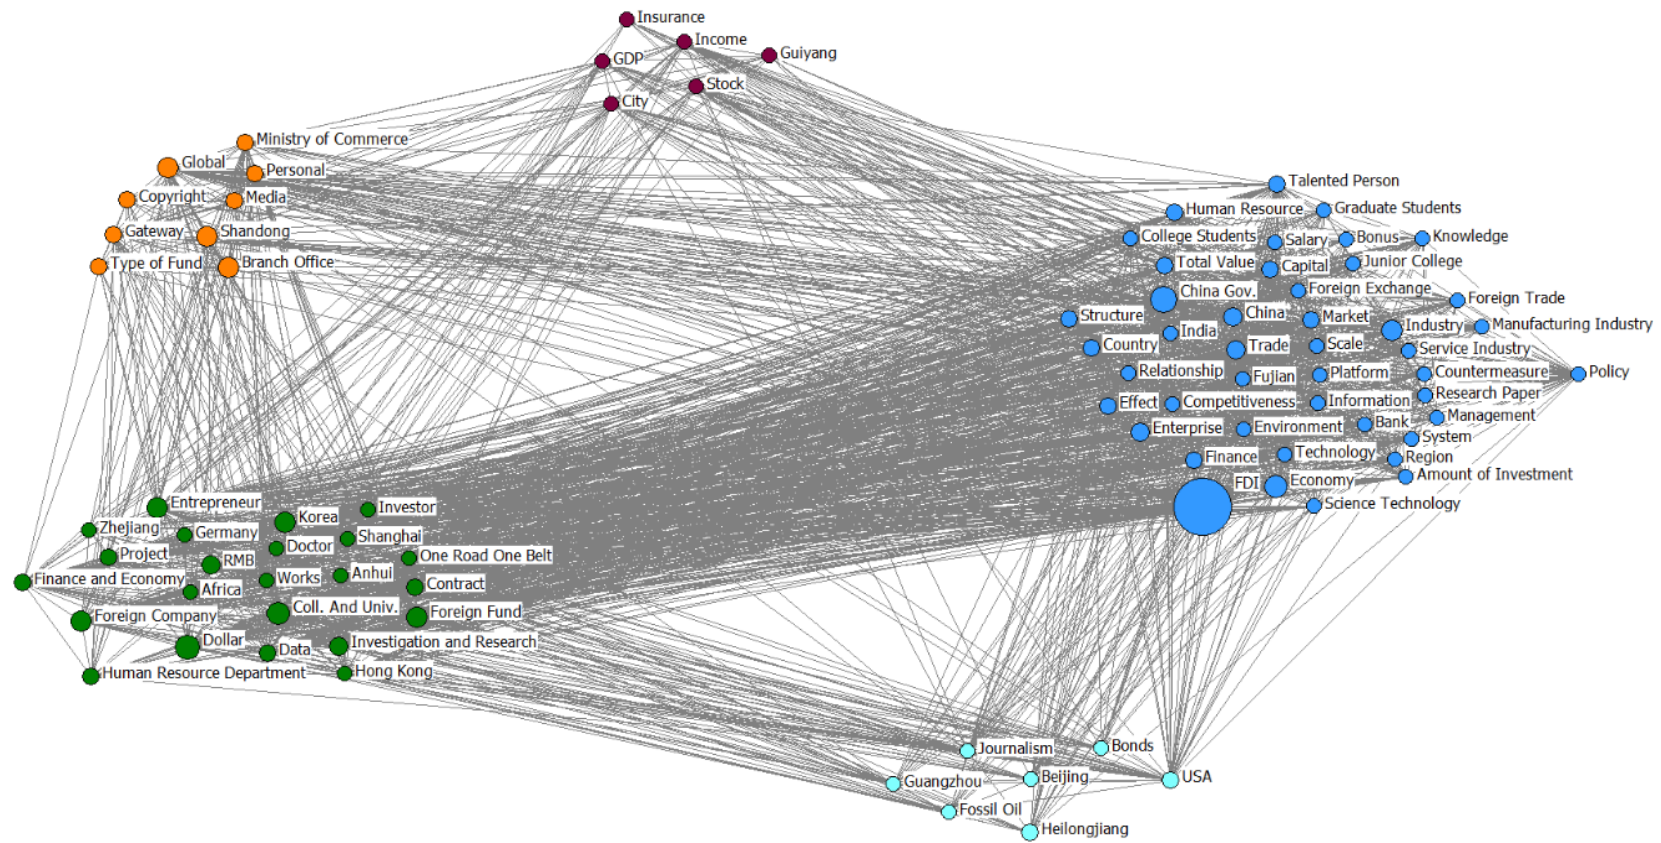 Insurance
Income
GDP
Guiyang
Stock
City
Ministry of Commerce
Global
Personal
Copyright
Media
Gateway
Shandong
Type of Fund
Branch Office
Talented Person
Human Resource
Graduate Students
College Students
Salary
Bonus
Knowledge
Total Value
Capital
Junior College
China Gov.
Foreign Exchange
Foreign Trade
Structure
China
Market
Industry
Manufacturing Industry
India
Country
Trade
Scale
Service Industry
Relationship
Fujian
Platform
Countermeasure
Policy
Effect
Competitiveness
Information
Research Paper
Management
Enterprise
Environment
Bank
System
Finance
Technology
Region
FDI
Economy
Amount of Investment
Science Technology
Entrepreneur
Investor
Zhejiang
Germany
Korea
Shanghai
Project
RMB
Doctor
One Road One Belt
Finance and Economy
Africa
Works
Anhui
Contract
Foreign Company
Coll. And Univ.
Foreign Fund
Dollar
Data
Investigation and Research
Human Resource Department
Hong Kong
Journalism
Bonds
Guangzhou
Beijing
USA
Fossil Oil
Heilongjiang